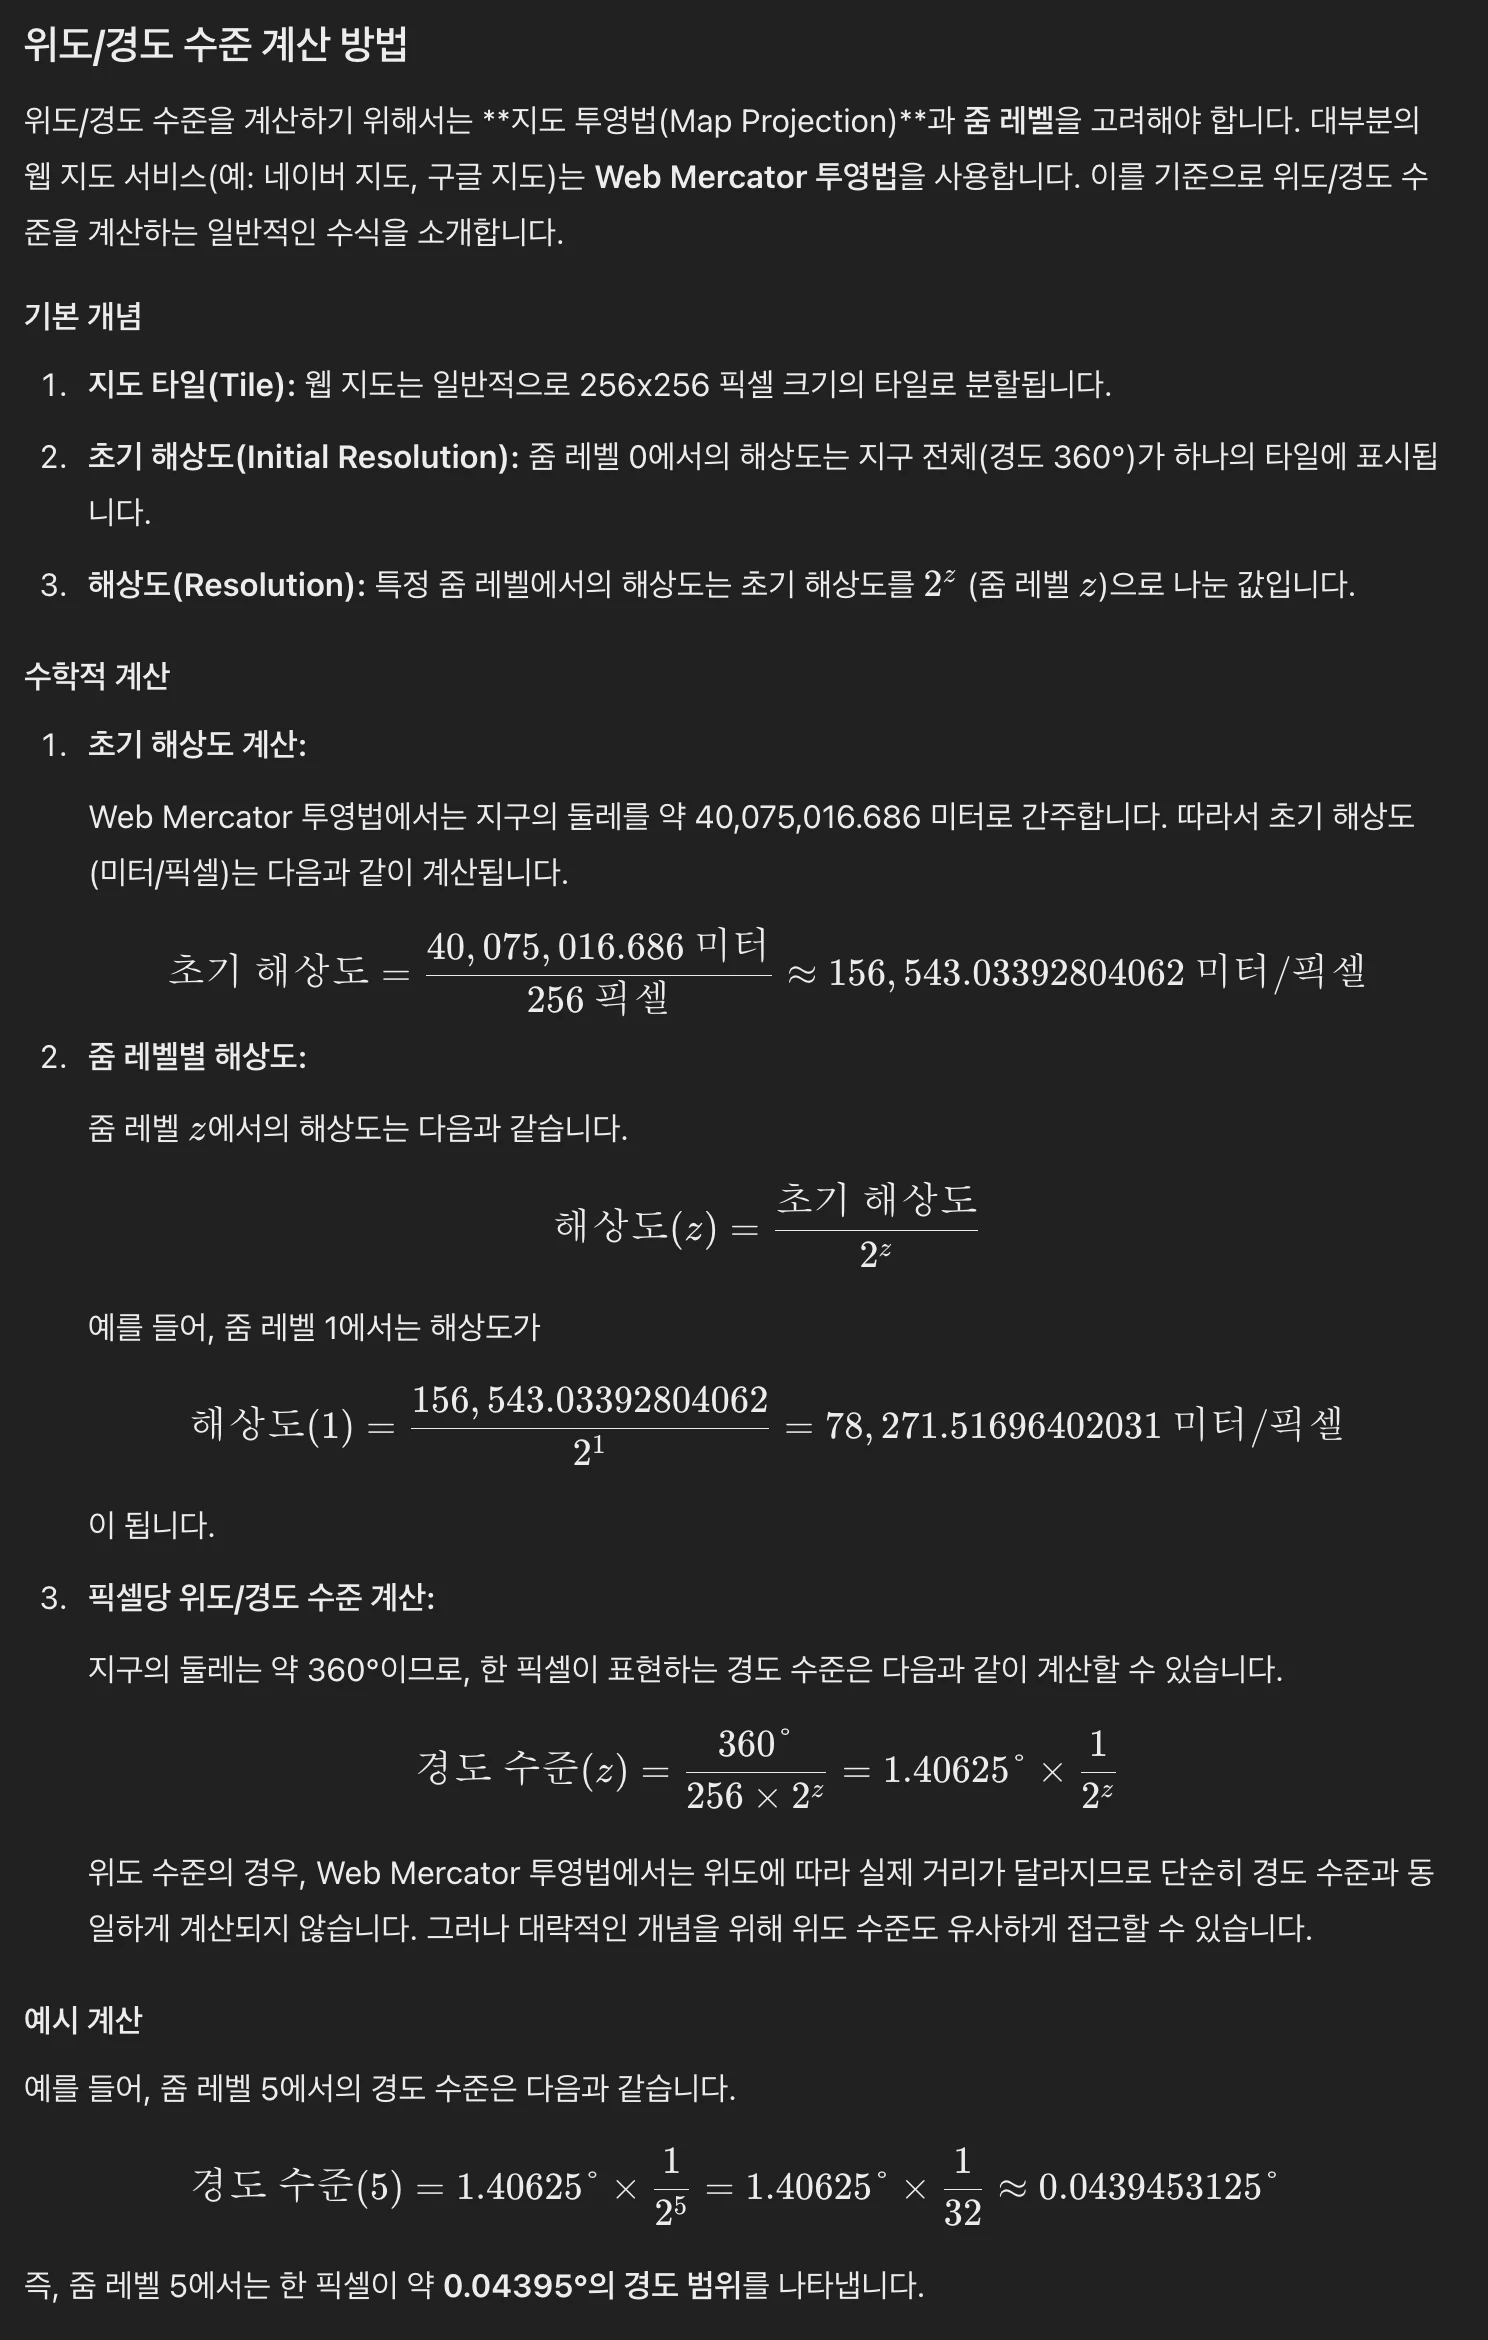 위도/경도 수준 계산 방법
위도/경도 수준을 계산하기 위해서는 **지도 투영법(Map Projection)**과 줌 레벨을 고려해야 합니다. 대부분의
웹 지도 서비스(예: 네이버 지도, 구글 지도)는 Web Mercator 투영법을 사용합니다. 이를 기준으로 위도/경도 수
준을 계산하는 일반적인 수식을 소개합니다.
기본 개념
1. 지도 타일(Tile): 웹 지도는 일반적으로 256x256 픽셀 크기의 타일로 분할됩니다.
2. 초기 해상도(Initial Resolution): 줌 레벨 0에서의 해상도는 지구 전체(경도 360°)가 하나의 타일에 표시됩
니다.
3. 해상도(Resolution): 특정 줌 레벨에서의 해상도는 초기 해상도를 2^z (줌 레벨 z)으로 나눈 값입니다.
수학적 계산
1. 초기 해상도 계산:
Web Mercator 투영법에서는 지구의 둘레를 약 40,075,016.686 미터로 간주합니다. 따라서 초기 해상도
(미터/픽셀)는 다음과 같이 계산됩니다.
초기 해상도 = 40,075,016.686 미터 / 256 픽셀 ≈ 156,543.03392804062 미터/픽셀
2. 줌 레벨별 해상도:
줌 레벨 z에서의 해상도는 다음과 같습니다.
해상도(z) = 초기 해상도 / 2^z
예를 들어, 줌 레벨 1에서는 해상도가
해상도(1) = 156,543.03392804062 / 2^1 = 78,271.51696402031 미터/픽셀
이 됩니다.
3. 픽셀당 위도/경도 수준 계산:
지구의 둘레는 약 360°이므로, 한 픽셀이 표현하는 경도 수준은 다음과 같이 계산할 수 있습니다.
경도 수준(z) = 360° / 256 × 2^z = 1.40625° × 1 / 2^z
위도 수준의 경우, Web Mercator 투영법에서는 위도에 따라 실제 거리가 달라지므로 단순히 경도 수준과 동
일하게 계산되지 않습니다. 그러나 대략적인 개념을 위해 위도 수준도 유사하게 접근할 수 있습니다.
예시 계산
예를 들어, 줌 레벨 5에서의 경도 수준은 다음과 같습니다.
경도 수준(5) = 1.40625° × 1 / 2^5 = 1.40625° × 1 / 32 ≈ 0.0439453125°
즉, 줌 레벨 5에서는 한 픽셀이 약 0.04395°의 경도 범위를 나타냅니다.